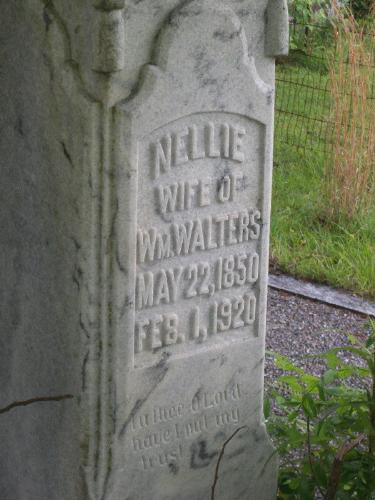 NELLIE
WIFE OF
WM. WALTERS
MAY 22, 1850
FEB. 1, 1920
In thee O Lord
have I put my
trust